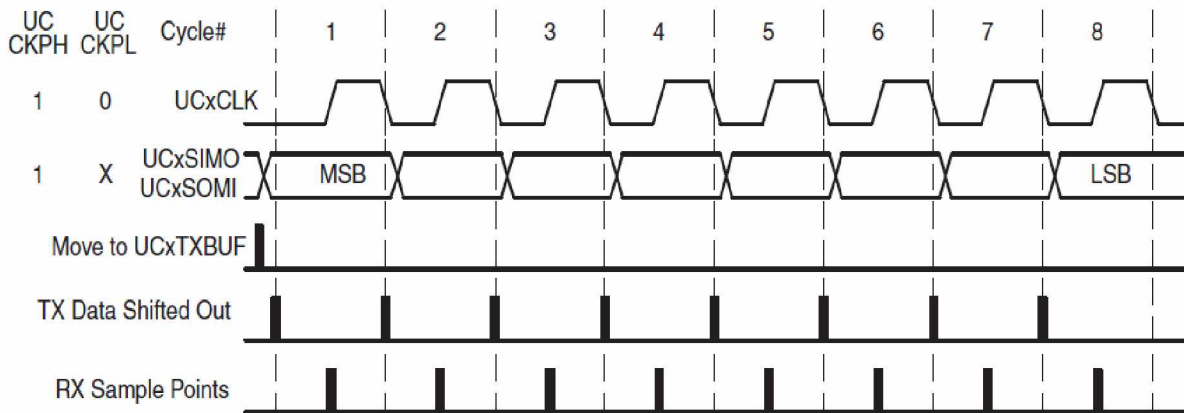 UC CKPH UC CKPL Cycle# 1 2 3 4 5 6 7 8
1 0 UCxCLK
1 X UCxSIMO
UCxSOMI MSB LSB
Move to UCxTXBUF
TX Data Shifted Out
RX Sample Points